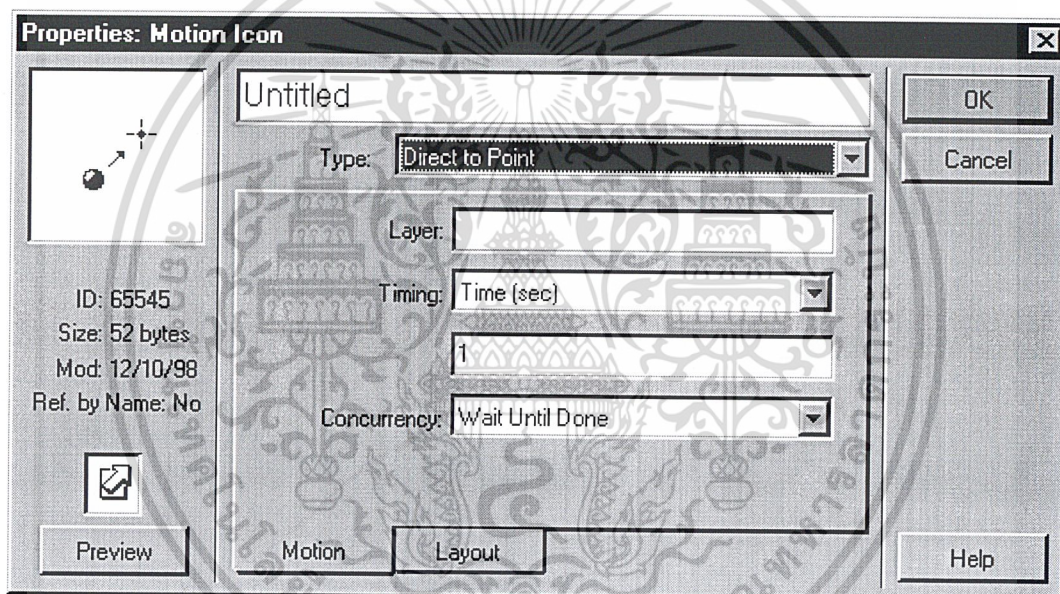 Properties: Motion Icon
Untitled
OK
Type: Direct to Point
Cancel
Layer:
ID: 65545
Timing: Time (sec)
Size: 52 bytes
1
Mod: 12/10/98
Ref. by Name: No
Concurrency: Wait Until Done
Preview
Motion
Layout
Help